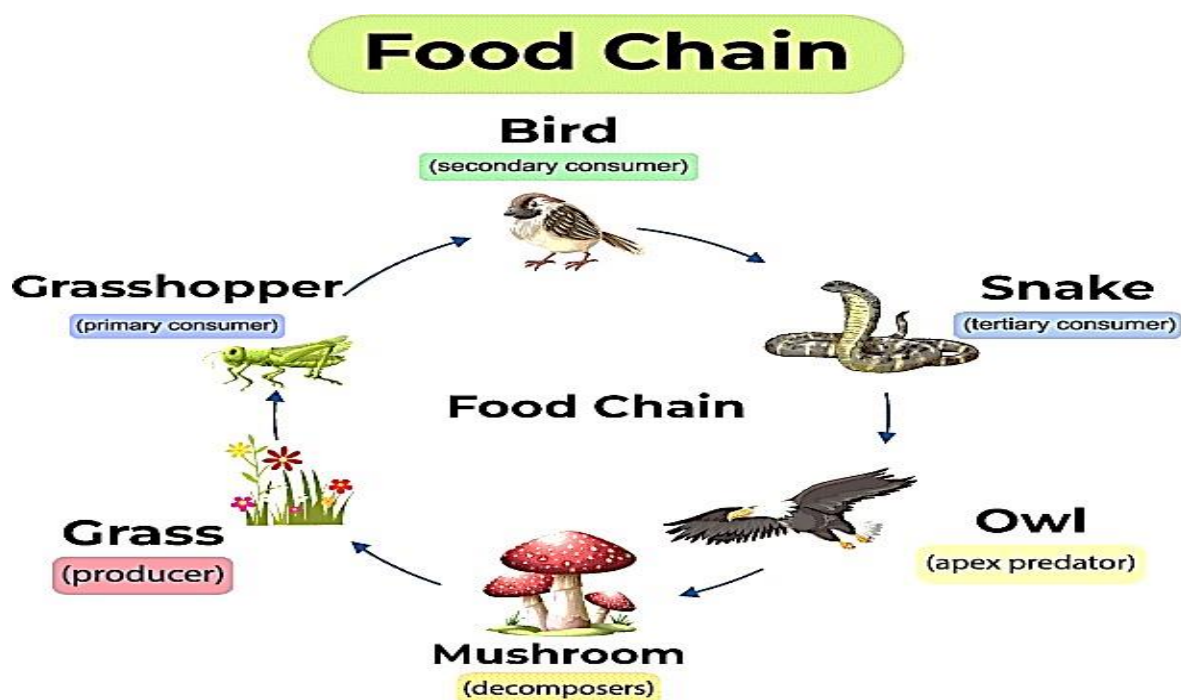 Food Chain
Bird
(secondary consumer)
Grasshopper
(primary consumer)
Snake
(tertiary consumer)
Food Chain
Grass
(producer)
Owl
(apex predator)
Mushroom
(decomposers)